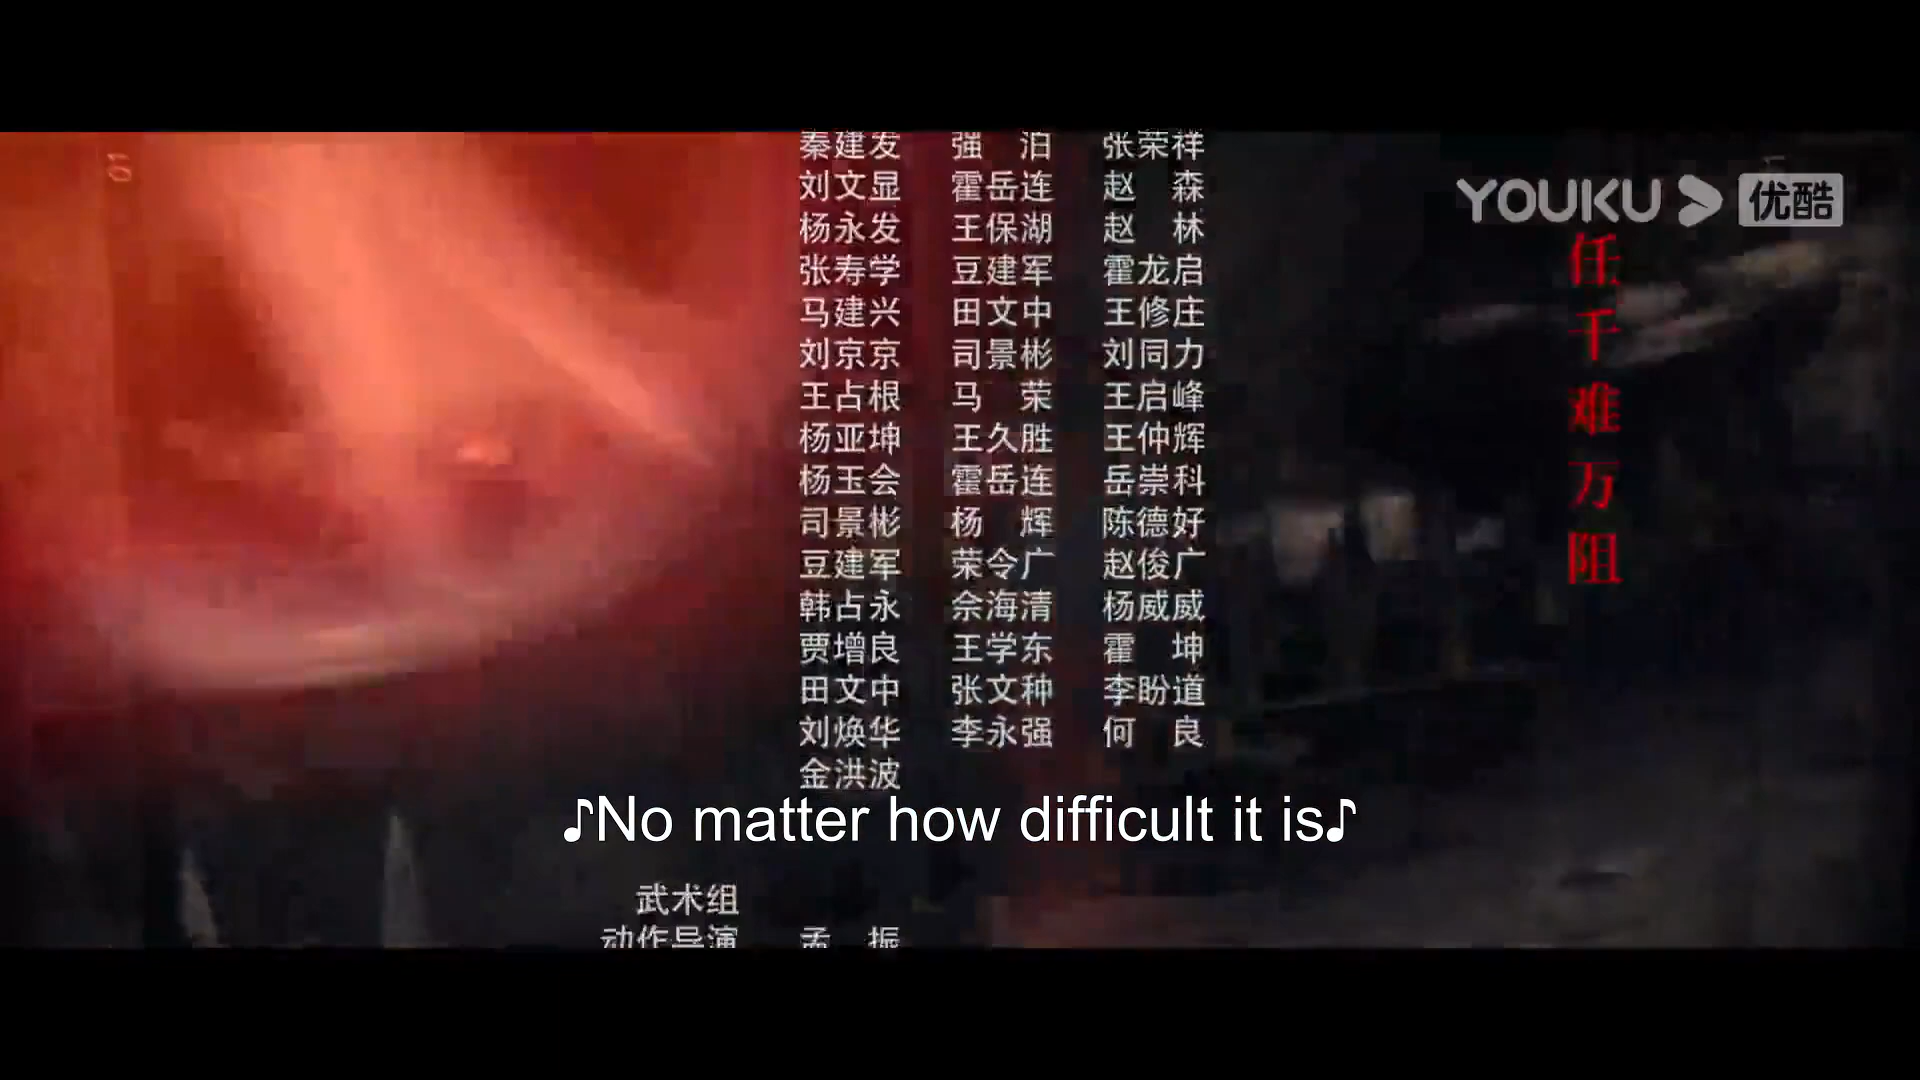 秦建发 强 泊 张荣祥
刘文显 霍岳连 赵 森
YOUKU 优酷
杨永发 王保湖 赵 林
张寿学 豆建军 霍龙启
马建兴 田文中 王修庄
刘京京 司景彬 刘同力
王占根 马 荣 王启峰
杨亚坤 王久胜 王仲辉
杨玉会 霍岳连 岳崇科
司景彬 杨 辉 陈德好
豆建军 荣令广 赵俊广
韩占永 佘海清 杨威威
贾增良 王学东 霍 坤
田文中 张文种 李盼道
刘焕华 李永强 何 良
金洪波
任千难万阻
♪No matter how difficult it is♪
武术组
动作导演 孟 振